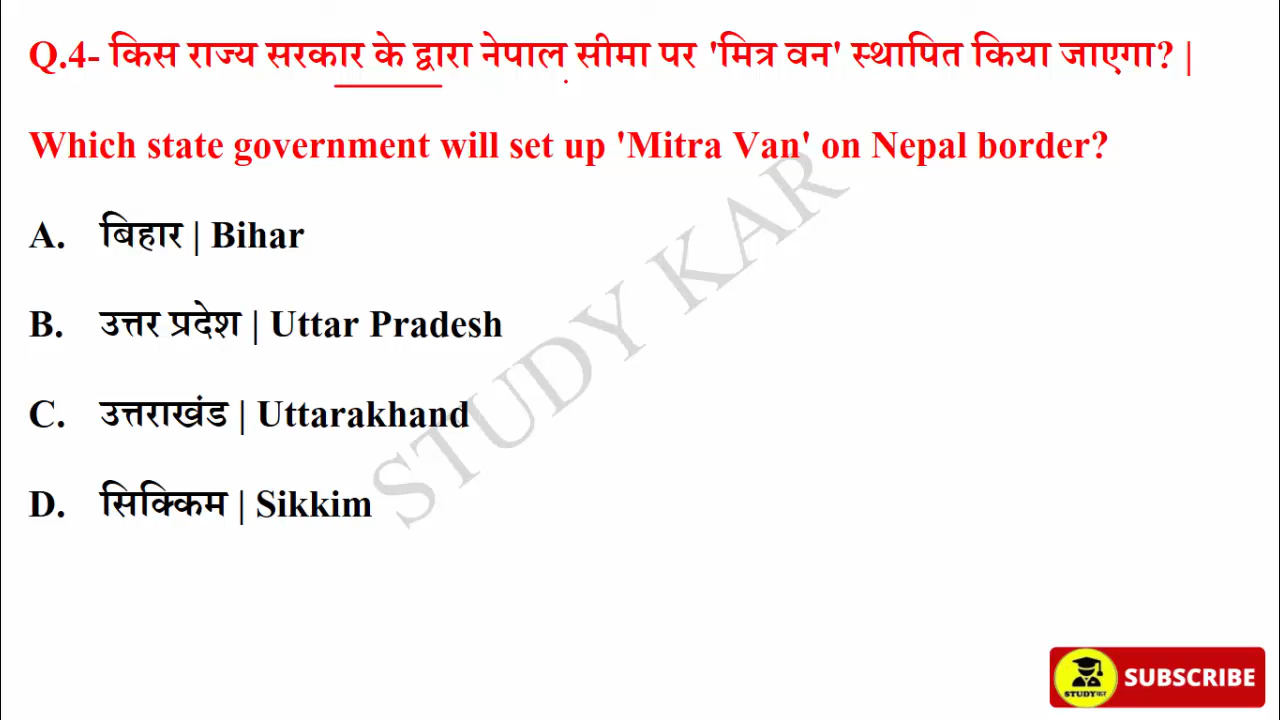 Q.4- किस राज्य सरकार के द्वारा नेपाल सीमा पर 'मित्र वन' स्थापित किया जाएगा? |
Which state government will set up 'Mitra Van' on Nepal border?
A. बिहार | Bihar
B. उत्तर प्रदेश | Uttar Pradesh
C. उत्तराखंड | Uttarakhand
D. सिक्किम | Sikkim
STUDY KAR
STUDYकर
SUBSCRIBE